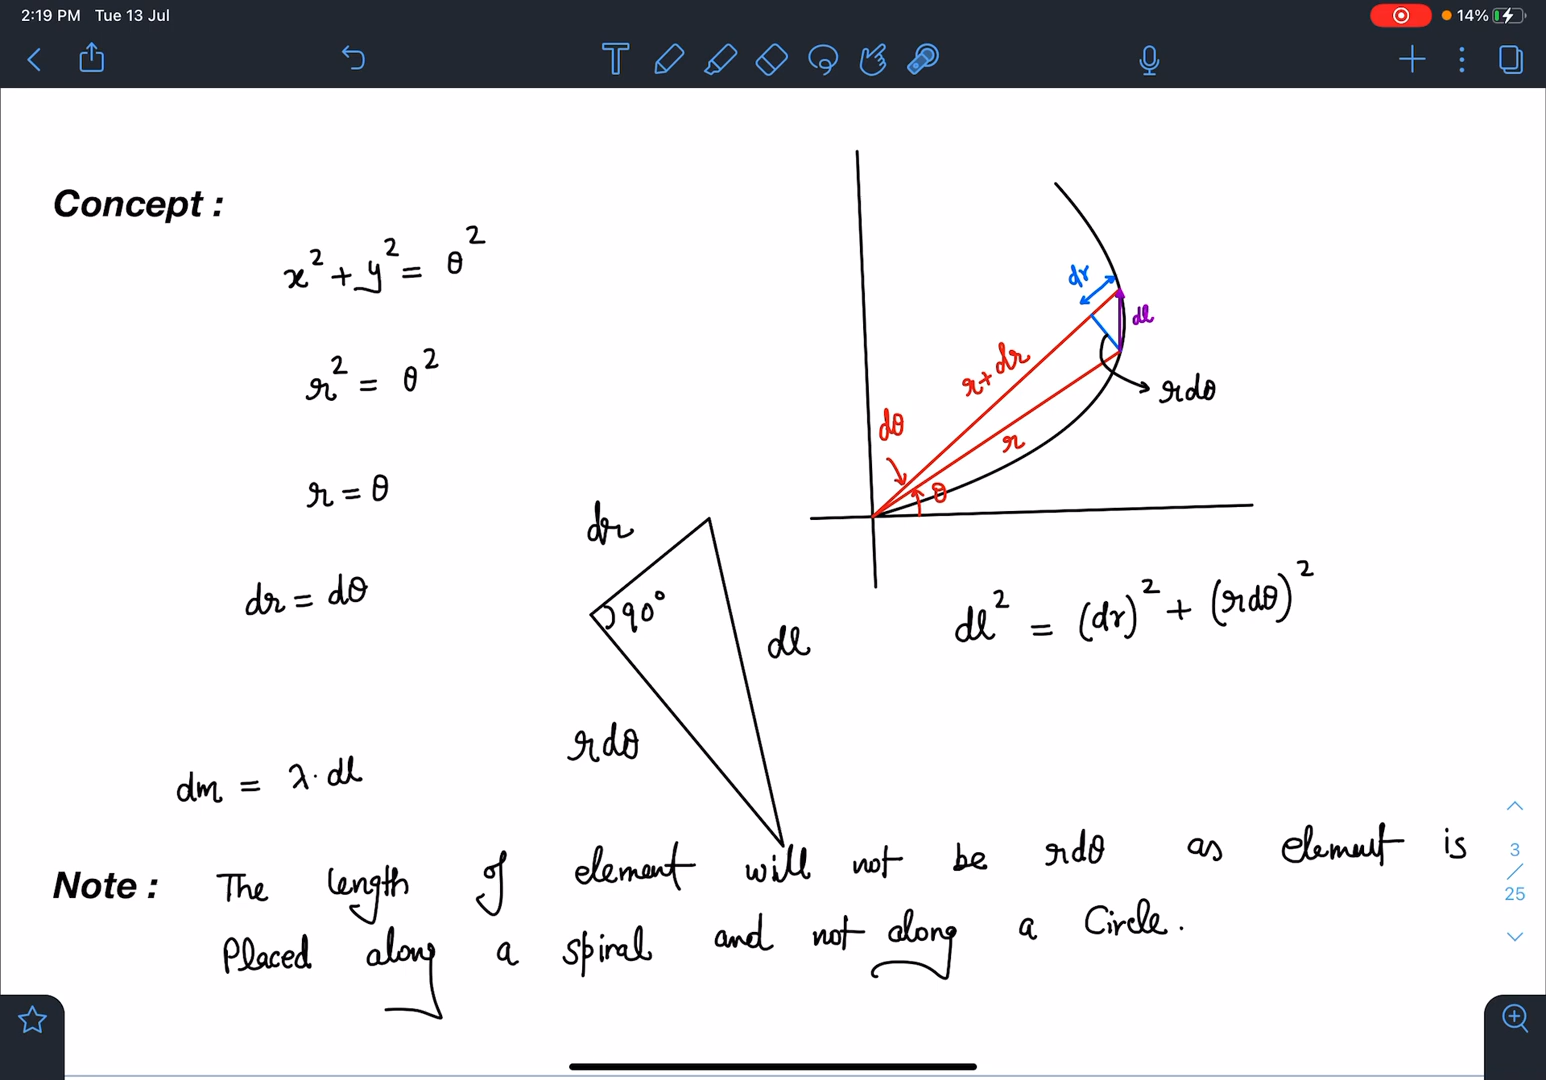 2:19 PM Tue 13 Jul
14%
T
Concept :
x² + y² = θ²
r² = θ²
r = θ
dr = dθ
dm = λ · dl
dr
dl
r+dr
dθ
r
θ
rdθ
dr
90°
dl
rdθ
dl² = (dr)² + (rdθ)²
Note : The length of element will not be rdθ as element is
Placed along a spiral and not along a Circle.
3
/
25